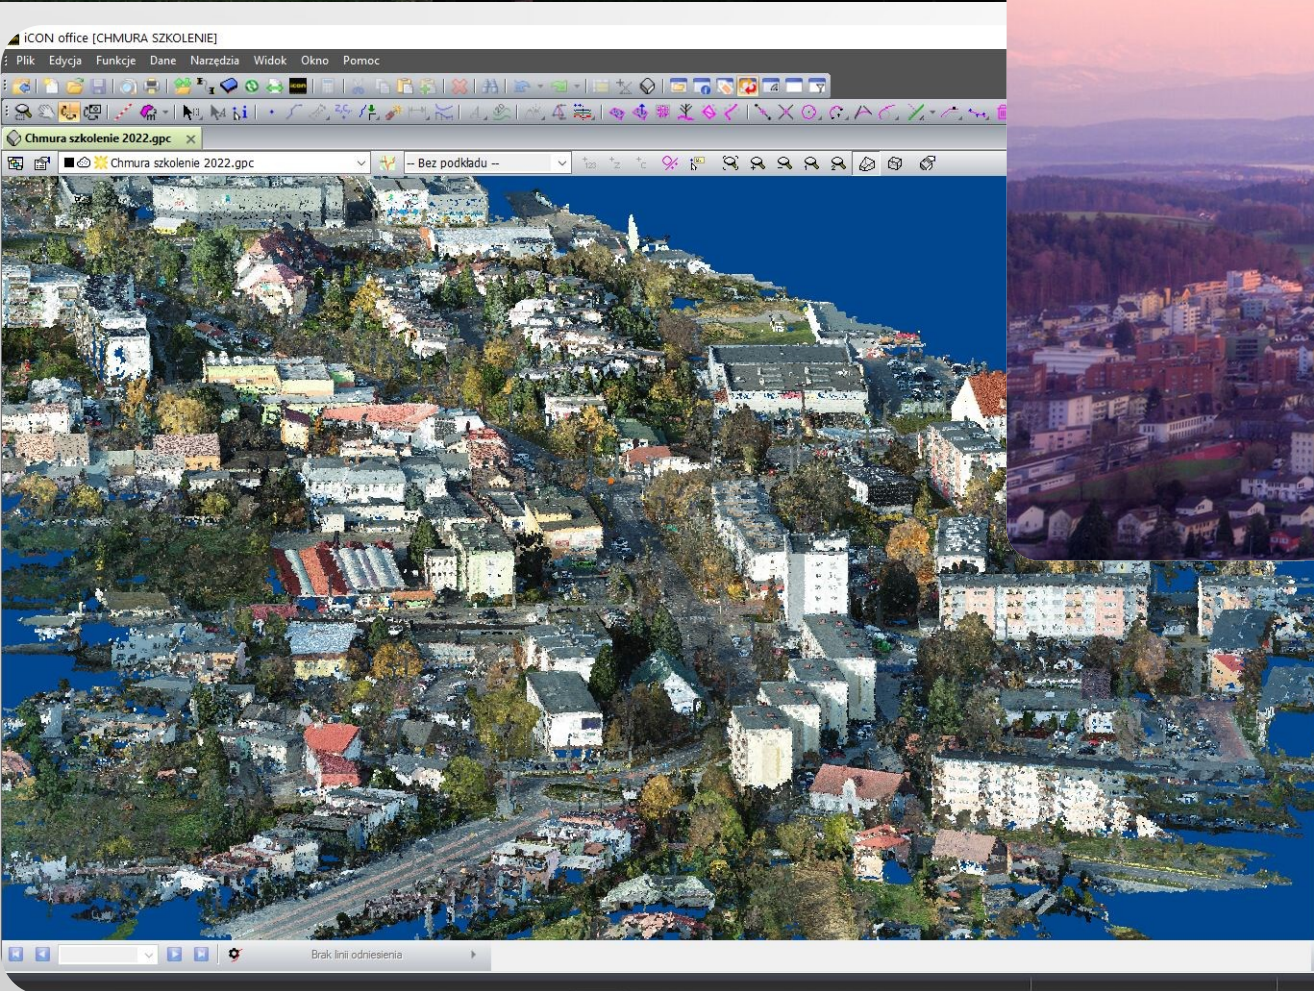 iCON office [CHMURA SZKOLENIE]
Plik Edycja Funkcje Dane Narzędzia Widok Okno Pomoc
Chmura szkolenie 2022.gpc
Chmura szkolenie 2022.gpc
-- Bez podkładu --
Brak linii odniesienia